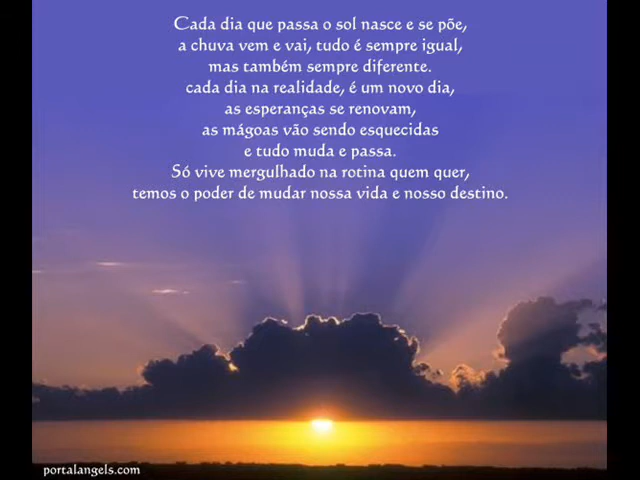 Cada dia que passa o sol nasce e se põe,
a chuva vem e vai, tudo é sempre igual,
mas também sempre diferente.
cada dia na realidade, é um novo dia,
as esperanças se renovam,
as mágoas vão sendo esquecidas
e tudo muda e passa.
Só vive mergulhado na rotina quem quer,
temos o poder de mudar nossa vida e nosso destino.
portalangels.com